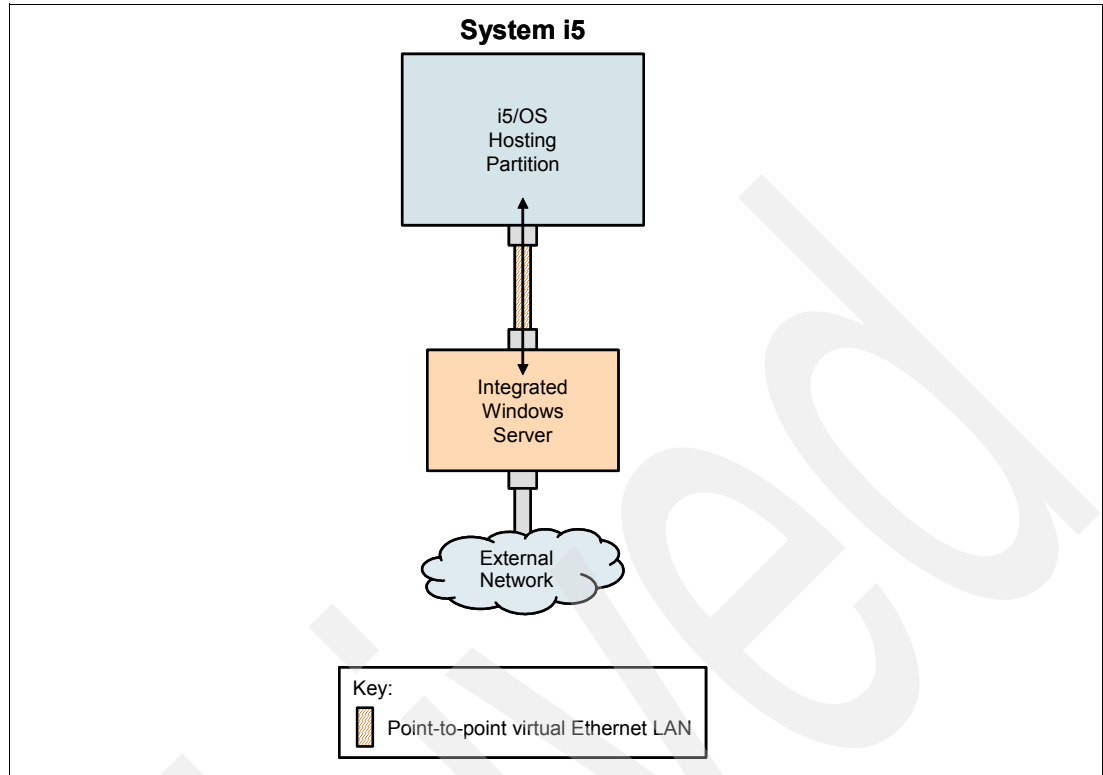 System i5
i5/OS
Hosting
Partition
Integrated
Windows
Server
External
Network
Key:
Point-to-point virtual Ethernet LAN